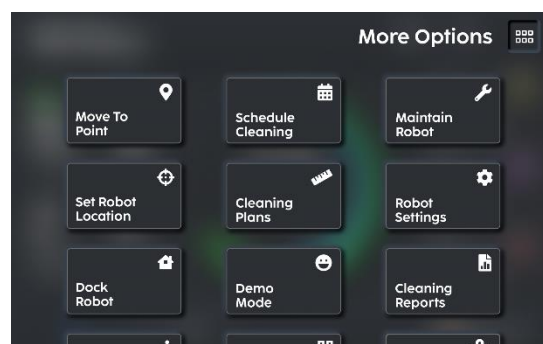 More Options
Move To
Point
Schedule
Cleaning
Maintain
Robot
Set Robot
Location
Cleaning
Plans
Robot
Settings
Dock
Robot
Demo
Mode
Cleaning
Reports